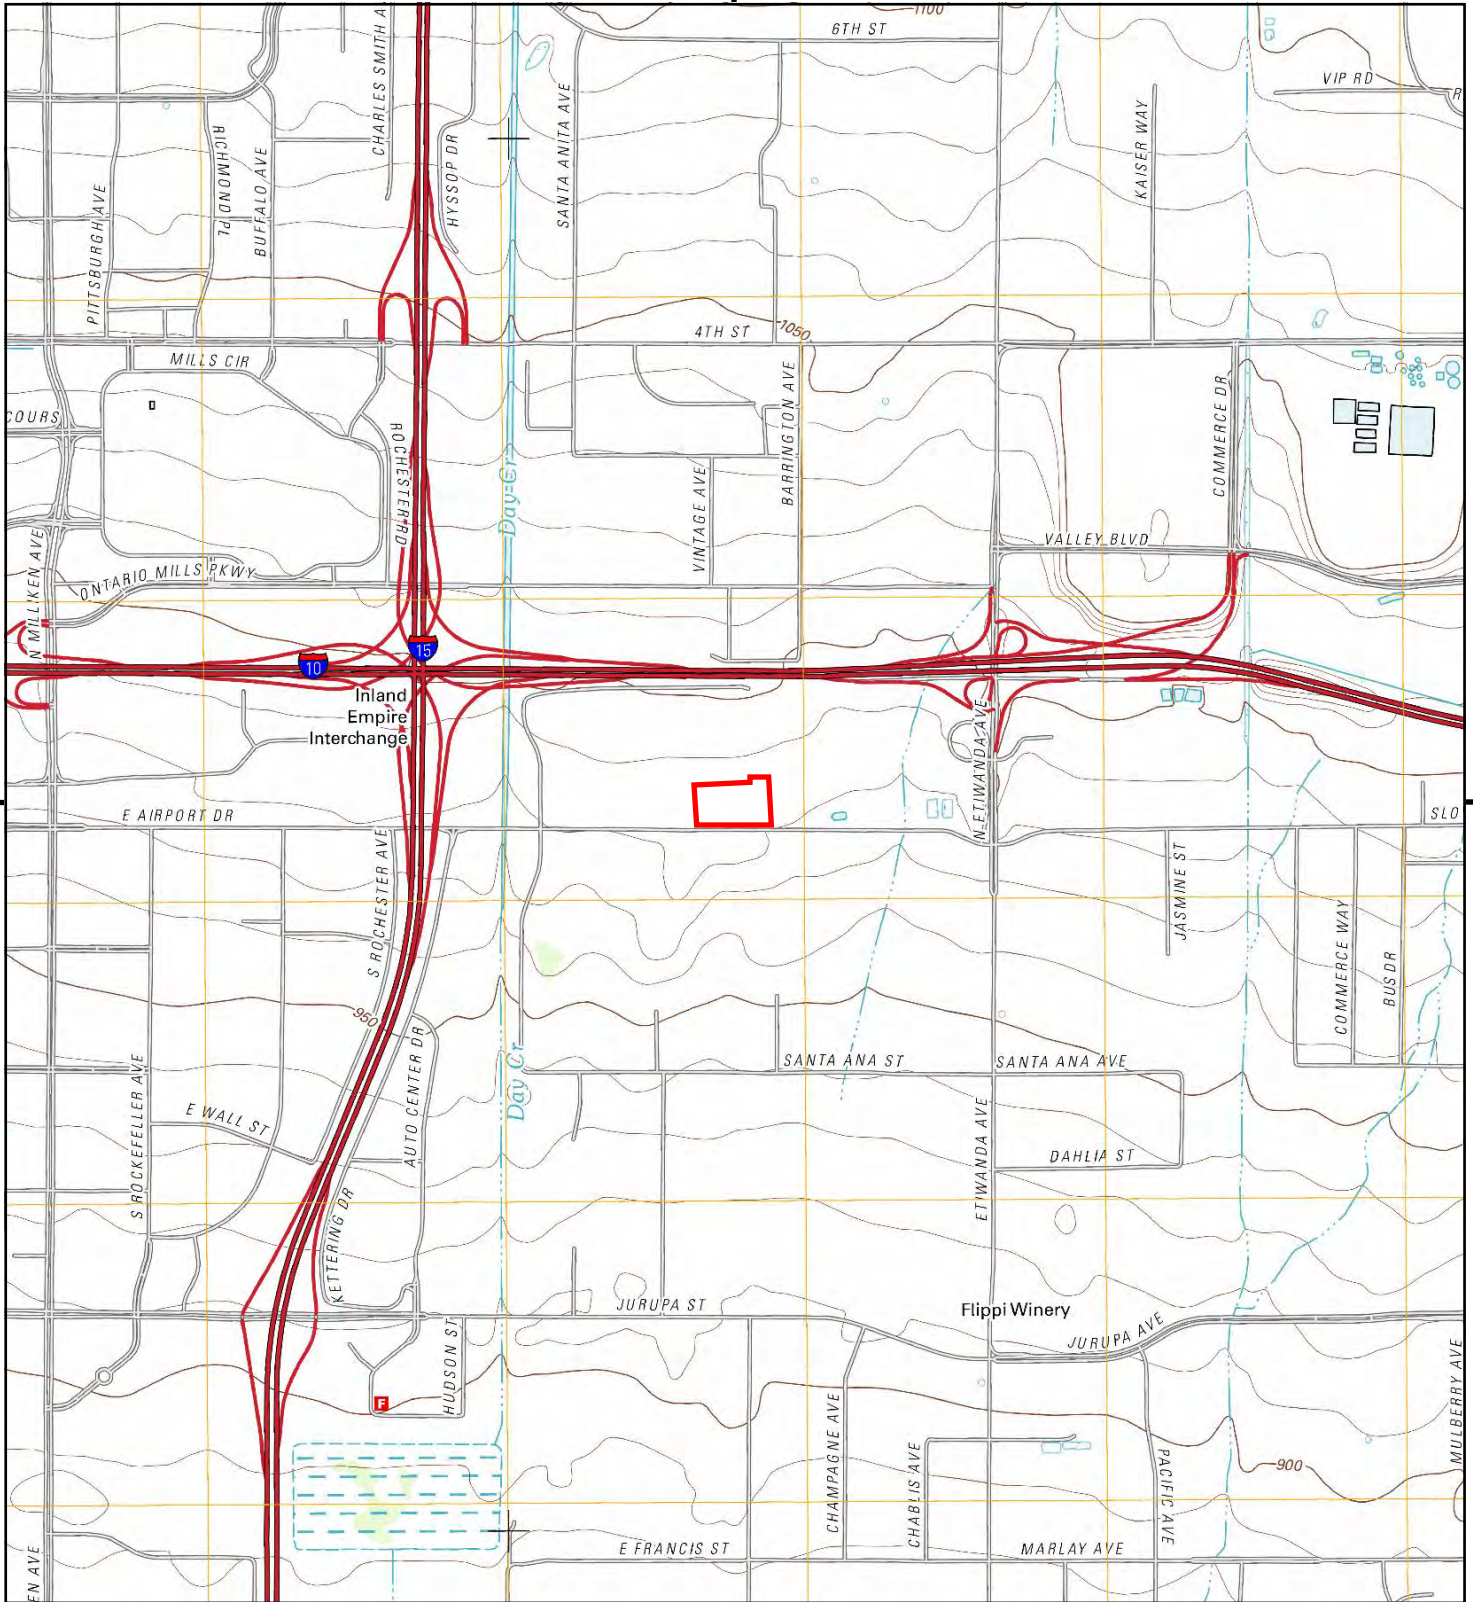 1100
6TH ST
VIP RD
R
CHARLES SMITH A
HYSSOP DR
SANTA ANITA AVE
KAISER WAY
RICHMOND PL
BUFFALO AVE
PITTSBURGH AVE
4TH ST
1050
MILLS CIR
COURS
ROCHESTER RD
Day Cr
BARRINGTON AVE
VINTAGE AVE
COMMERCE DR
VALLEY BLVD
N MILLIKEN AVE
ONTARIO MILLS PKWY
10
15
Inland
Empire
Interchange
N ETIWANDA AVE
E AIRPORT DR
SLO
S ROCHESTER AVE
JASMINE ST
COMMERCE WAY
BUS DR
950
AUTO CENTER DR
Day Cr
SANTA ANA ST
SANTA ANA AVE
S ROCKEFELLER AVE
E WALL ST
ETIWANDA AVE
DAHLIA ST
KETTERING DR
JURUPA ST
Flippi Winery
JURUPA AVE
HUDSON ST
F
MULBERRY AVE
CHAMPAGNE AVE
CHABLIS AVE
PACIFIC AVE
900
E FRANCIS ST
MARLAY AVE
EN AVE